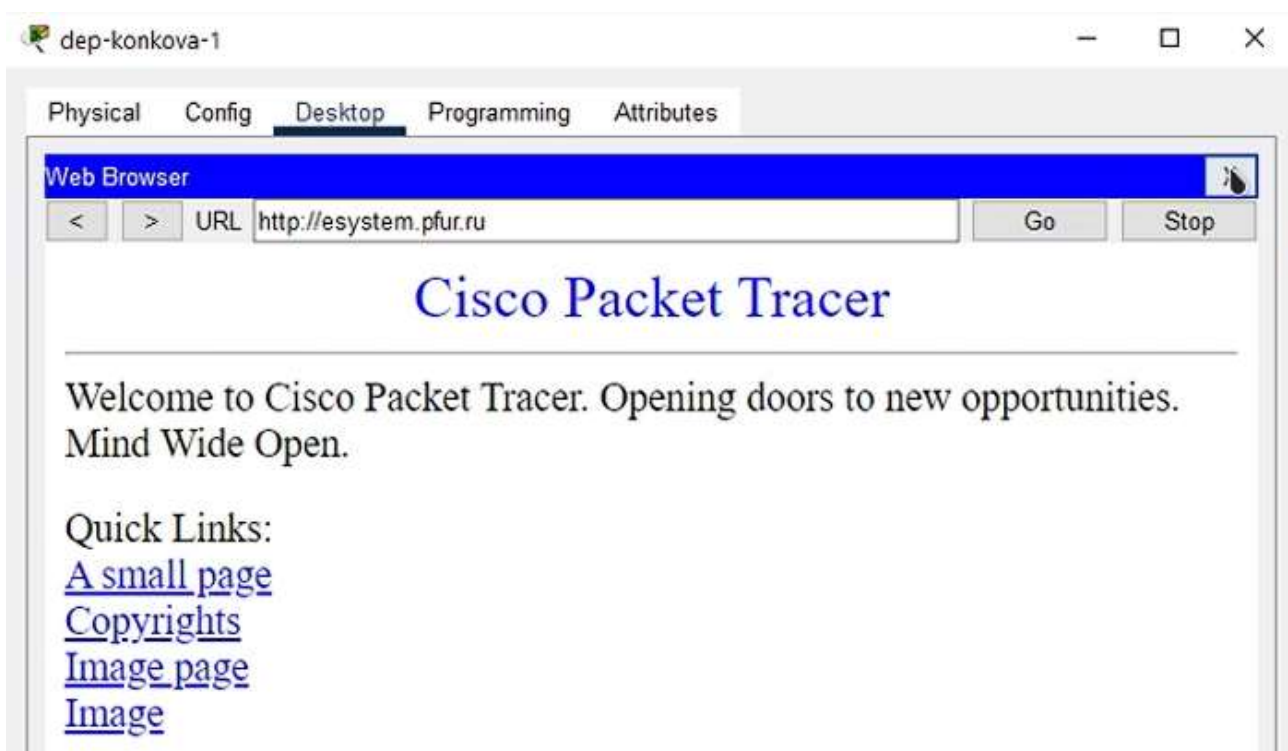 dep-konkova-1
Physical Config Desktop Programming Attributes
Web Browser
< > URL http://esystem.pfur.ru Go Stop
Cisco Packet Tracer
Welcome to Cisco Packet Tracer. Opening doors to new opportunities.
Mind Wide Open.
Quick Links:
A small page
Copyrights
Image page
Image